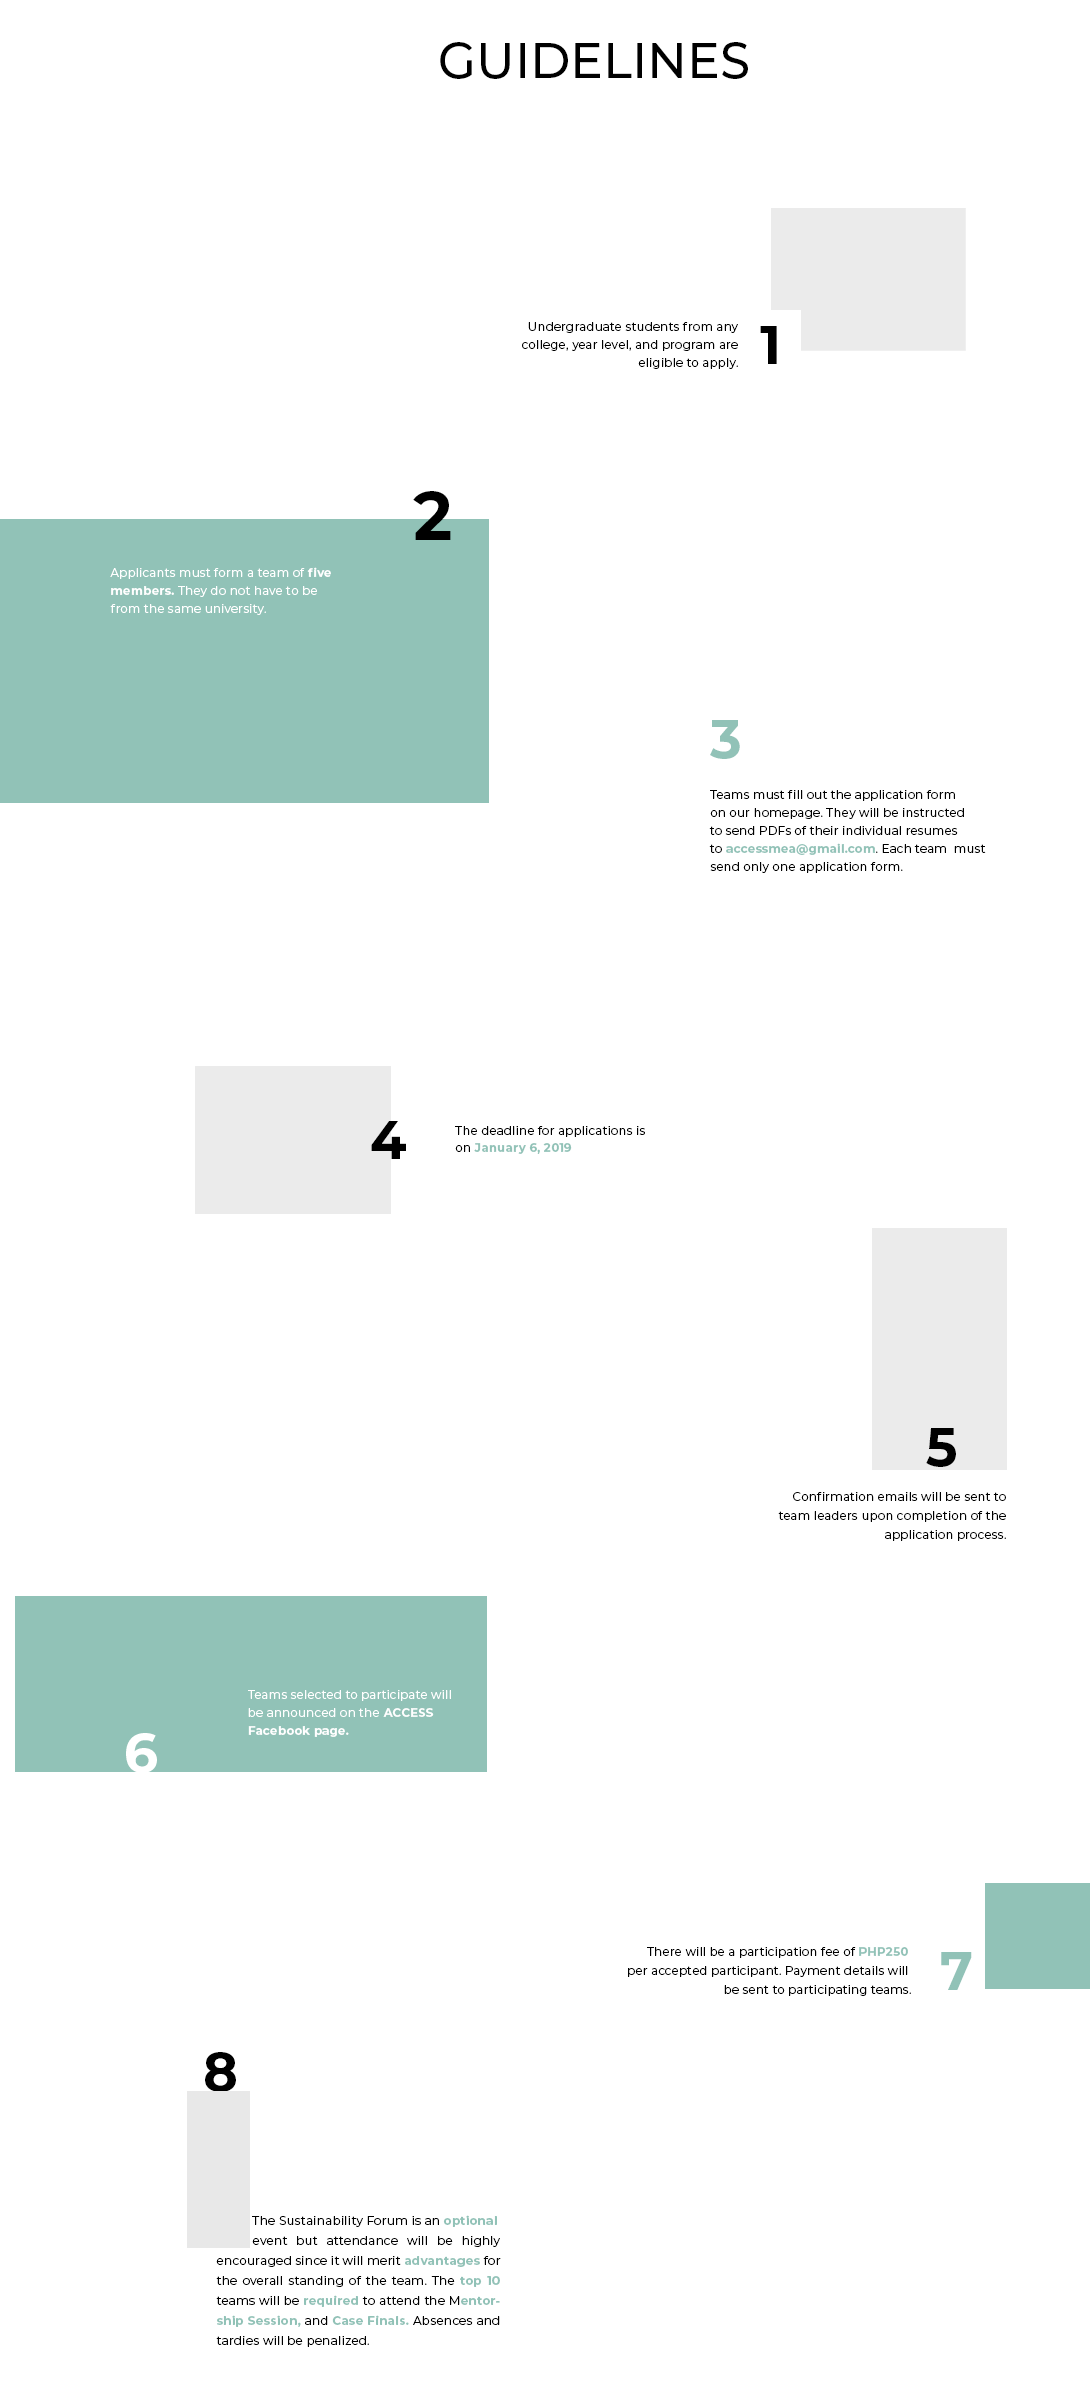 GUIDELINES
Undergraduate students from any
college, year level, and program are
eligible to apply.
1
2
Applicants must form a team of five
members. They do not have to be
from the same university.
3
Teams must fill out the application form
on our homepage. They will be instructed
to send PDFs of their individual resumes
to accessmea@gmail.com. Each team must
send only one application form.
4
The deadline for applications is
on January 6, 2019
5
Confirmation emails will be sent to
team leaders upon completion of the
application process.
6
Teams selected to participate will
be announced on the ACCESS
Facebook page.
There will be a participation fee of PHP250
per accepted participant. Payment details will
be sent to participating teams.
7
8
The Sustainability Forum is an optional
event but attendance will be highly
encouraged since it will merit advantages for
the overall standing of the team. The top 10
teams will be required to attend the Mentor-
ship Session, and Case Finals. Absences and
tardies will be penalized.